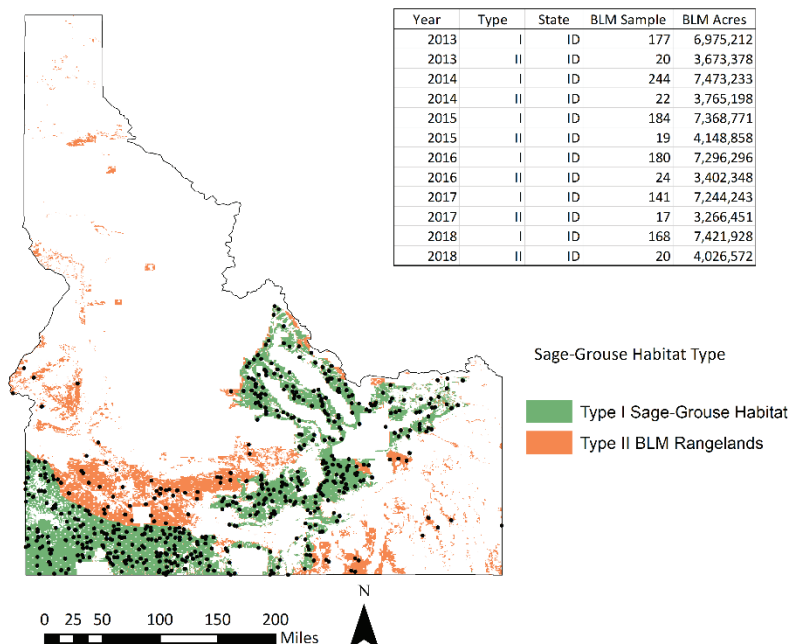 Year Type State BLM Sample BLM Acres
2013 I ID 177 6,975,212
2013 II ID 20 3,673,378
2014 I ID 244 7,473,233
2014 II ID 22 3,765,198
2015 I ID 184 7,368,771
2015 II ID 19 4,148,858
2016 I ID 180 7,296,296
2016 II ID 24 3,402,348
2017 I ID 141 7,244,243
2017 II ID 17 3,266,451
2018 I ID 168 7,421,928
2018 II ID 20 4,026,572
Sage-Grouse Habitat Type
Type I Sage-Grouse Habitat
Type II BLM Rangelands
N
0 25 50 100 150 200
Miles